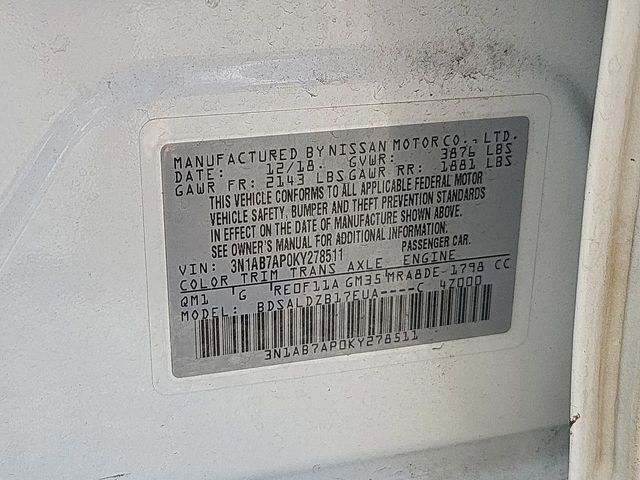 MANUFACTURED BY NISSAN MOTOR CO., LTD.
DATE: 12/18 GVWR: 3876 LBS
GAWR FR: 2143 LBS GAWR RR: 1881 LBS
THIS VEHICLE CONFORMS TO ALL APPLICABLE FEDERAL MOTOR
VEHICLE SAFETY, BUMPER AND THEFT PREVENTION STANDARDS
IN EFFECT ON THE DATE OF MANUFACTURE SHOWN ABOVE.
SEE OWNER'S MANUAL FOR ADDITIONAL INFORMATION
VIN: 3N1AB7AP0KY278511 PASSENGER CAR.
COLOR TRIM TRANS AXLE ENGINE
QM1 G RE0F11A GM35 MRA8DE-1798 CC
MODEL: BDSALDZB17EUA----C 4Z000
3N1AB7AP0KY278511